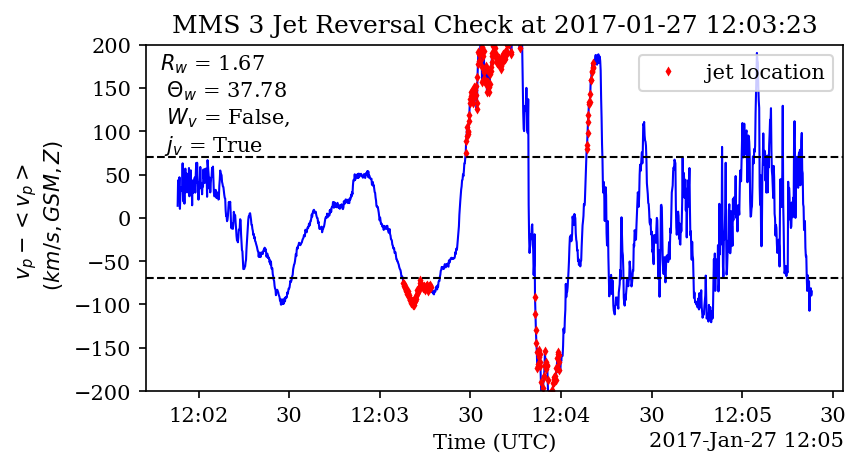 MMS 3 Jet Reversal Check at 2017-01-27 12:03:23
R_w = 1.67
Θ_w = 37.78
W_v = False,
j_v = True
jet location
v_p − < v_p >
(km/s, GSM, Z)
200
150
100
50
0
−50
−100
−150
−200
12:02 30 12:03 30 12:04 30 12:05 30
Time (UTC)
2017-Jan-27 12:05